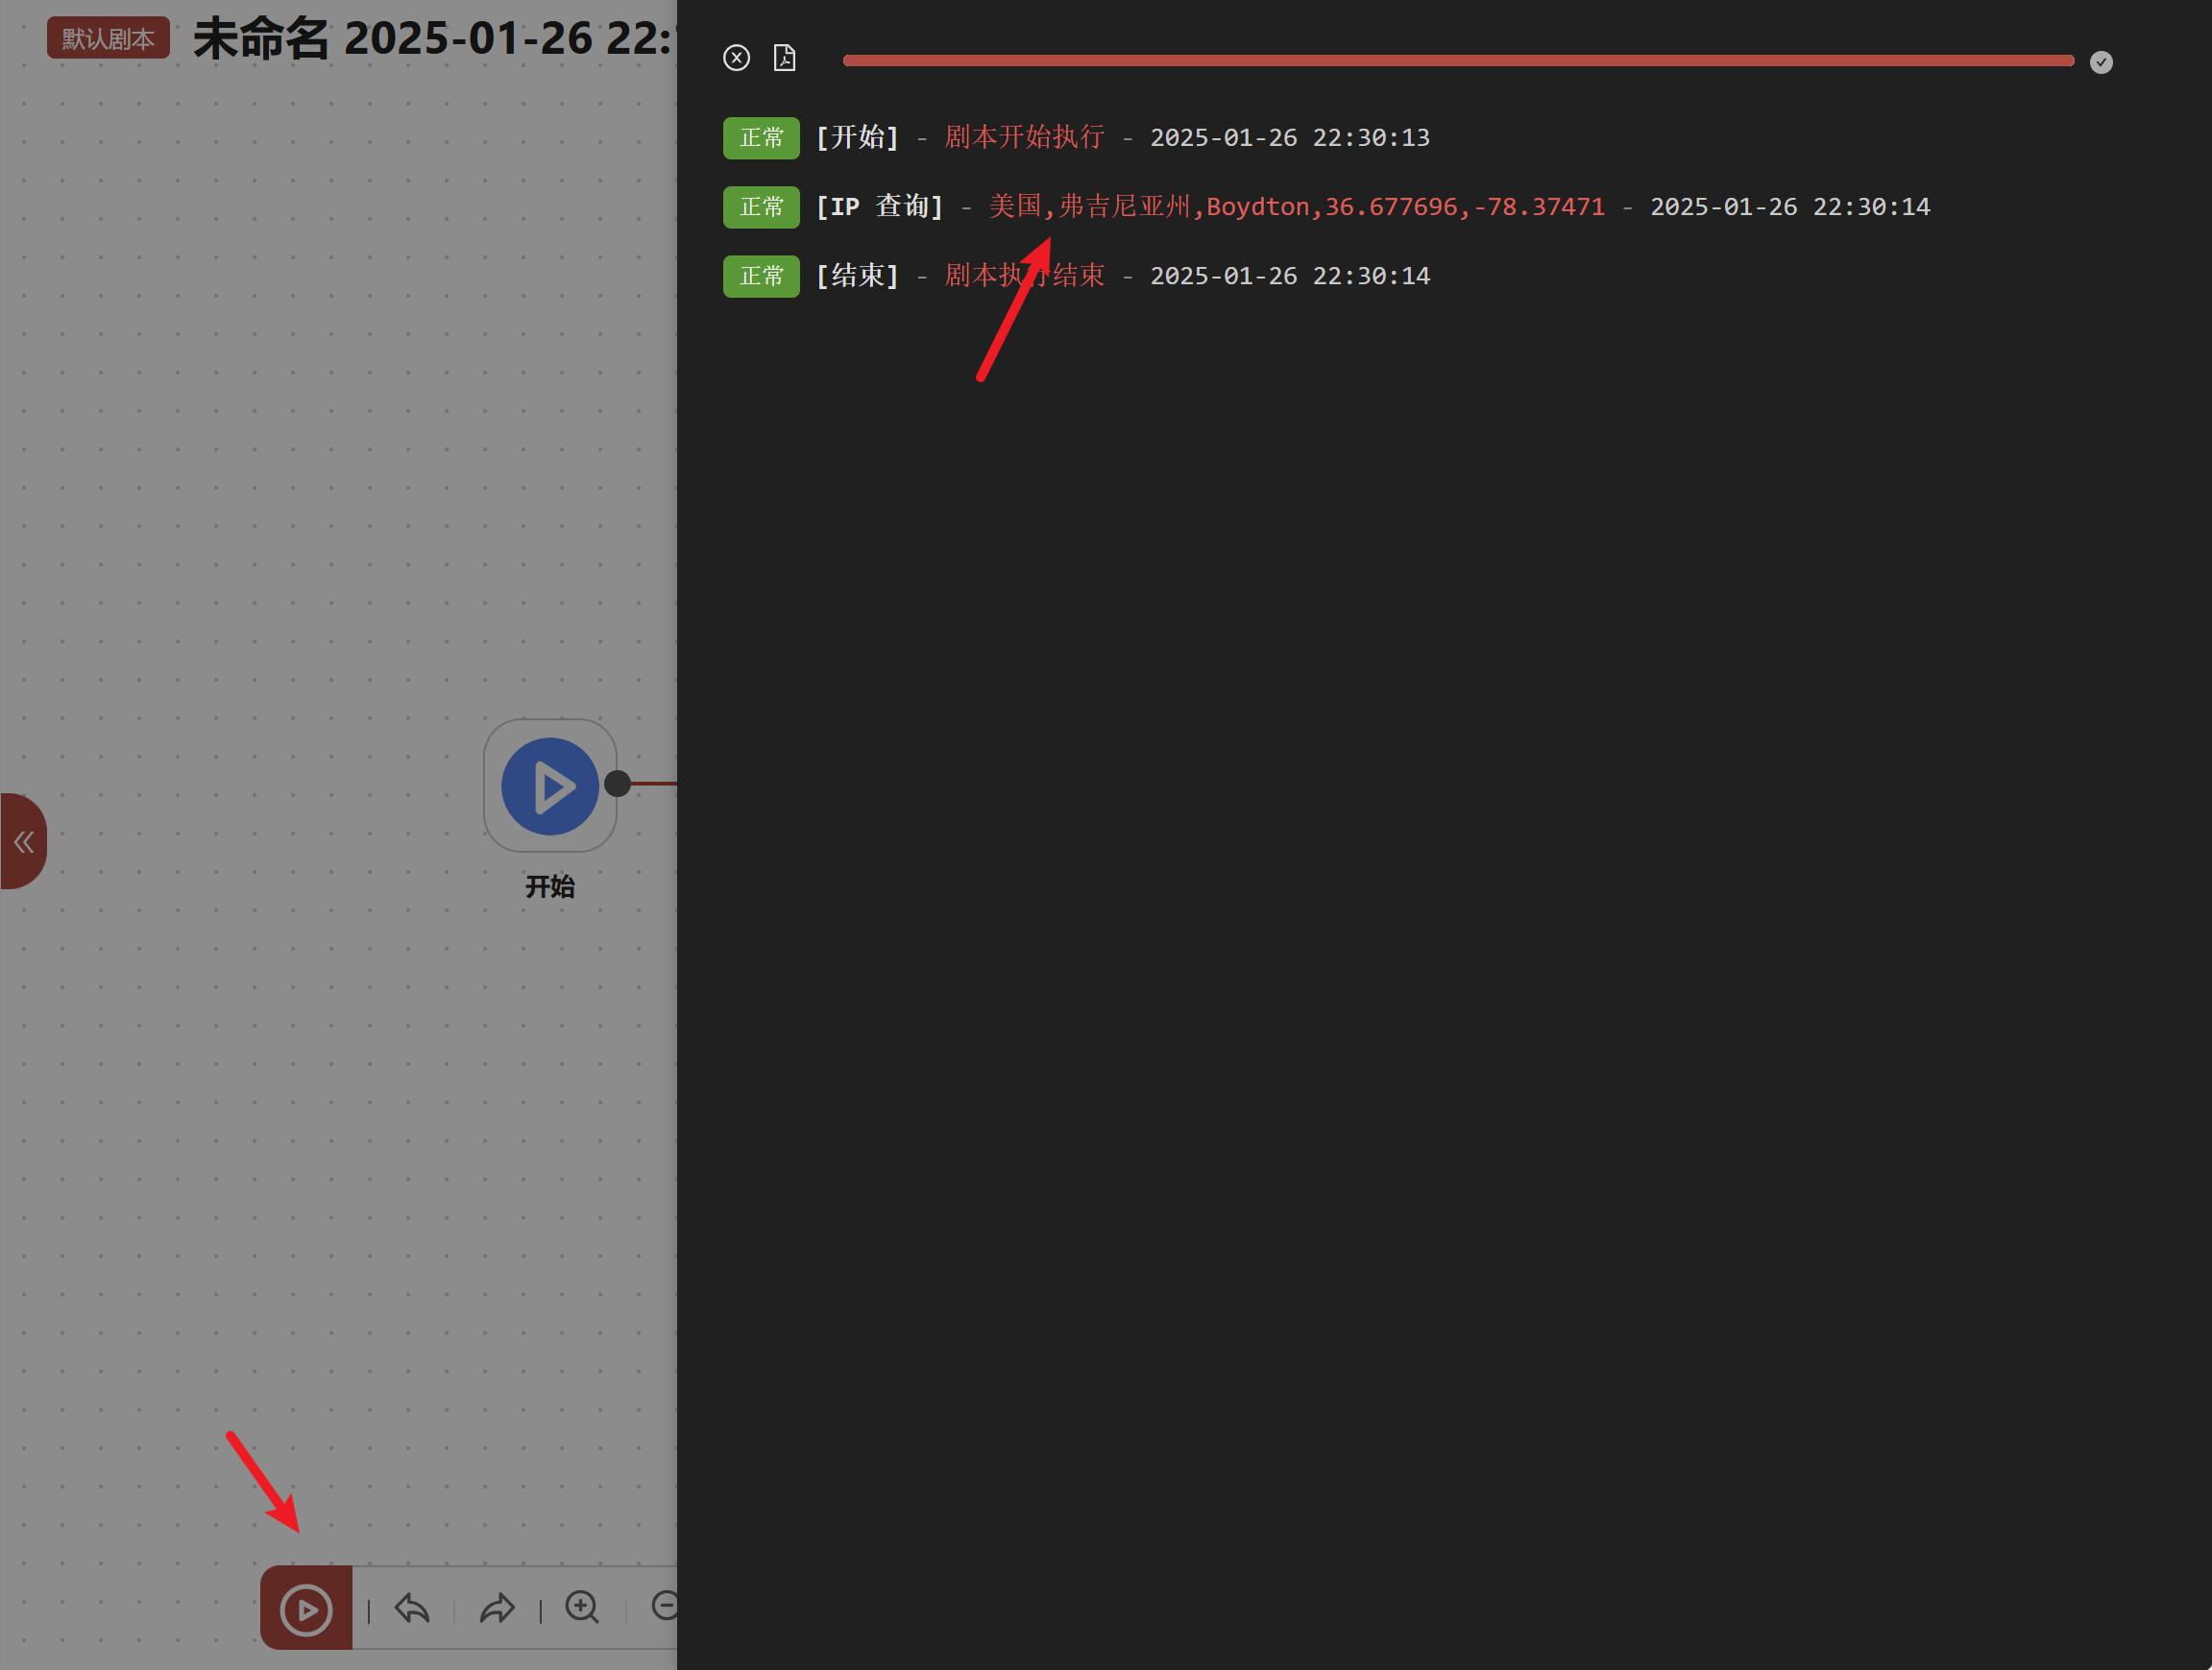 默认剧本 未命名 2025-01-26 22:
正常 [开始] - 剧本开始执行 - 2025-01-26 22:30:13
正常 [IP 查询] - 美国,弗吉尼亚州,Boydton,36.677696,-78.37471 - 2025-01-26 22:30:14
正常 [结束] - 剧本执行结束 - 2025-01-26 22:30:14
开始